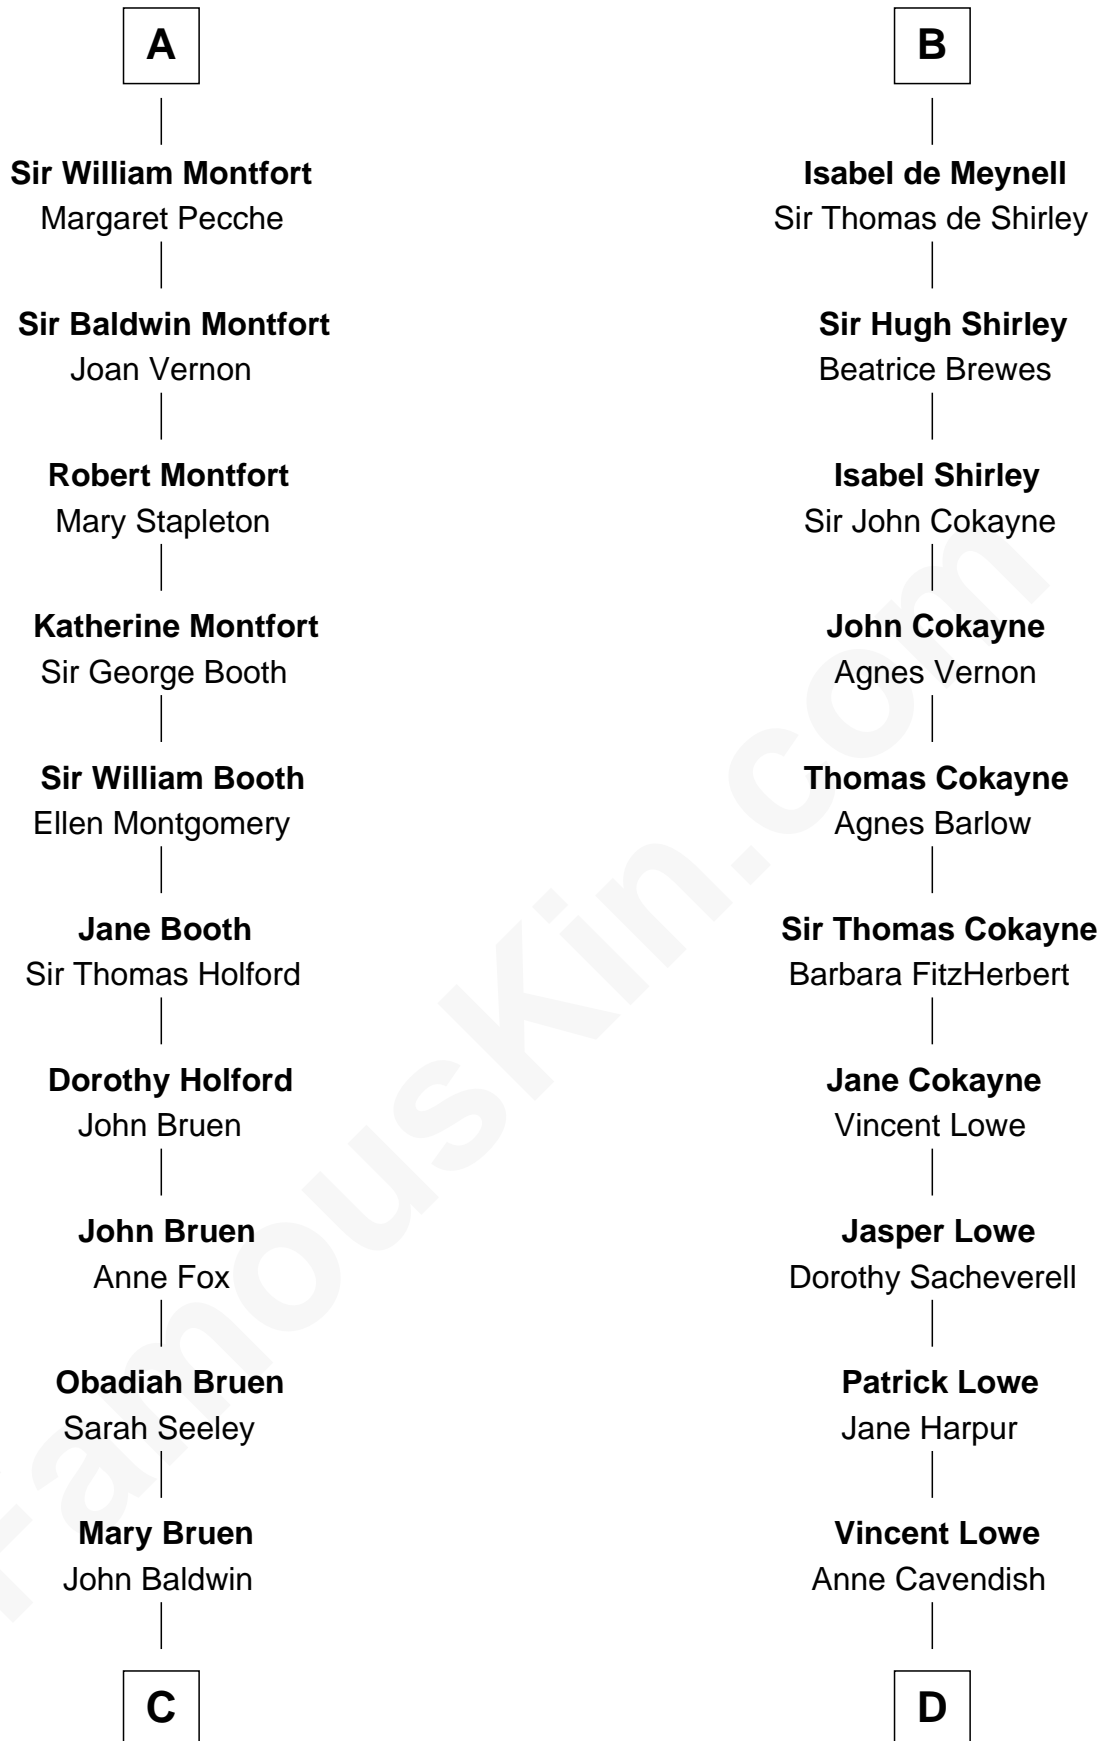 A
Sir William Montfort
Margaret Pecche
Sir Baldwin Montfort
Joan Vernon
Robert Montfort
Mary Stapleton
Katherine Montfort
Sir George Booth
Sir William Booth
Ellen Montgomery
Jane Booth
Sir Thomas Holford
Dorothy Holford
John Bruen
John Bruen
Anne Fox
Obadiah Bruen
Sarah Seeley
Mary Bruen
John Baldwin
C
B
Isabel de Meynell
Sir Thomas de Shirley
Sir Hugh Shirley
Beatrice Brewes
Isabel Shirley
Sir John Cokayne
John Cokayne
Agnes Vernon
Thomas Cokayne
Agnes Barlow
Sir Thomas Cokayne
Barbara FitzHerbert
Jane Cokayne
Vincent Lowe
Jasper Lowe
Dorothy Sacheverell
Patrick Lowe
Jane Harpur
Vincent Lowe
Anne Cavendish
D
FamousKin.com